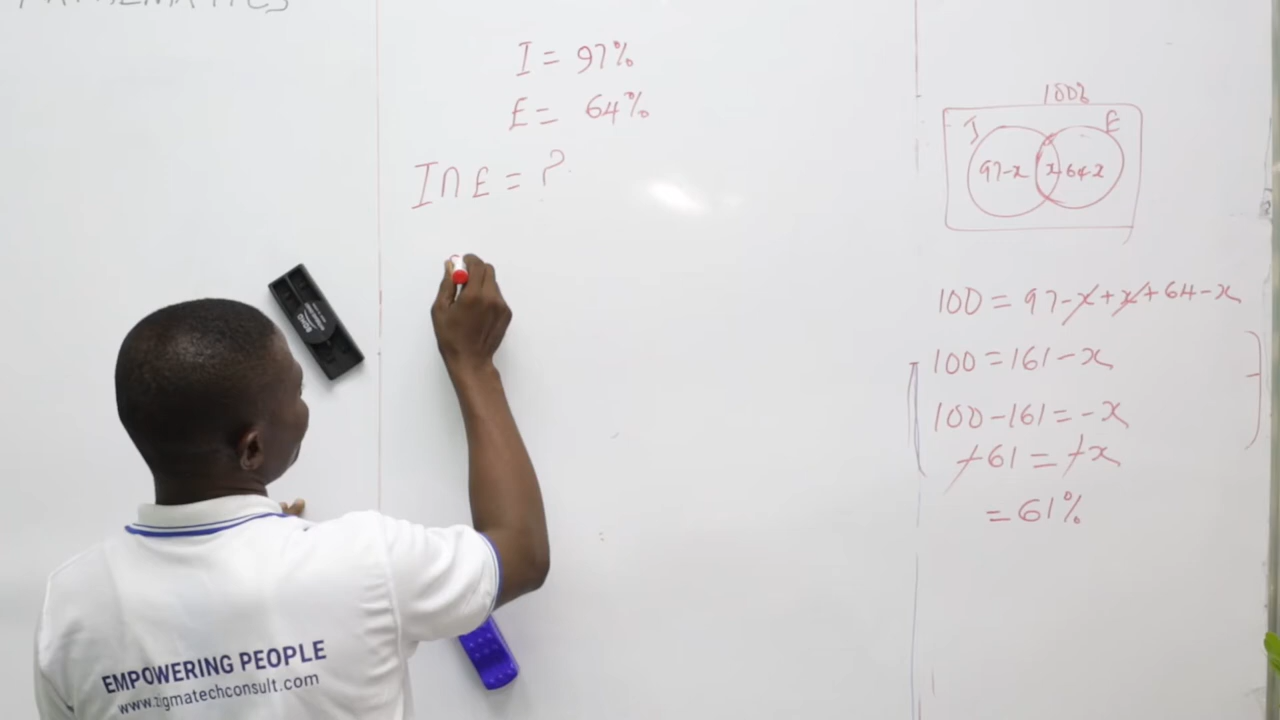 MATHEMATICS
I = 97%
E = 64%
I ∩ E = ?
100%
I E
97-x x 64-x
100 = 97-x+x+64-x
100 = 161-x
100-161 = -x
-61 = -x
= 61%
EMPOWERING PEOPLE
www.zigmatechconsult.com